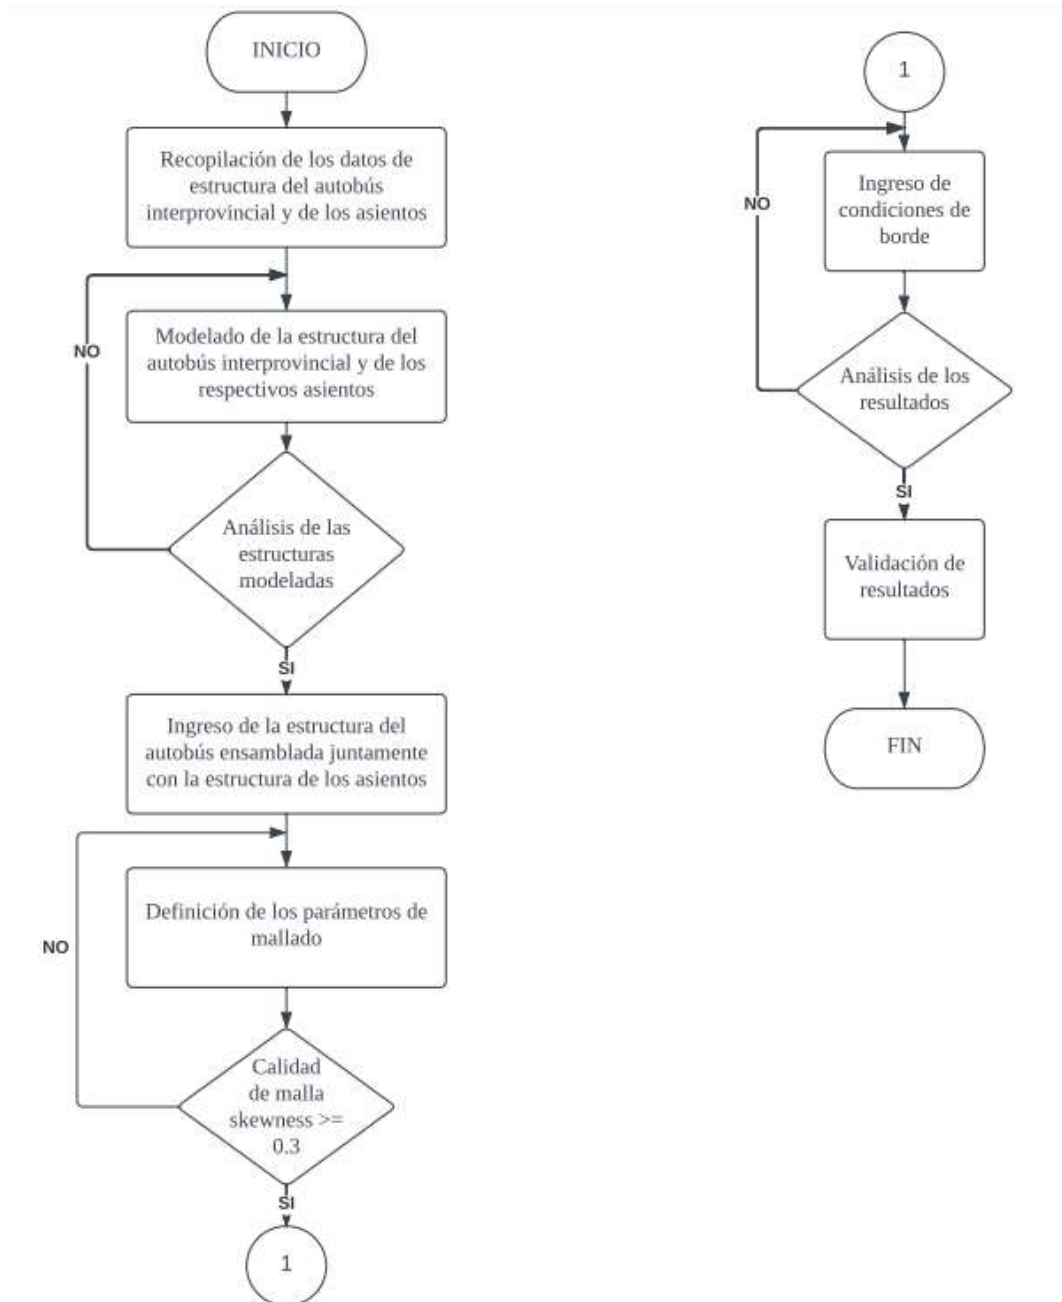 INICIO
Recopilación de los datos de
estructura del autobús
interprovincial y de los asientos
NO
Modelado de la estructura del
autobús interprovincial y de los
respectivos asientos
Análisis de las
estructuras
modeladas
SI
Ingreso de la estructura del
autobús ensamblada juntamente
con la estructura de los asientos
NO
Definición de los parámetros de
mallado
Calidad
de malla
skewness >=
0.3
SI
1
1
NO
Ingreso de
condiciones de
borde
Análisis de los
resultados
SI
Validación de
resultados
FIN